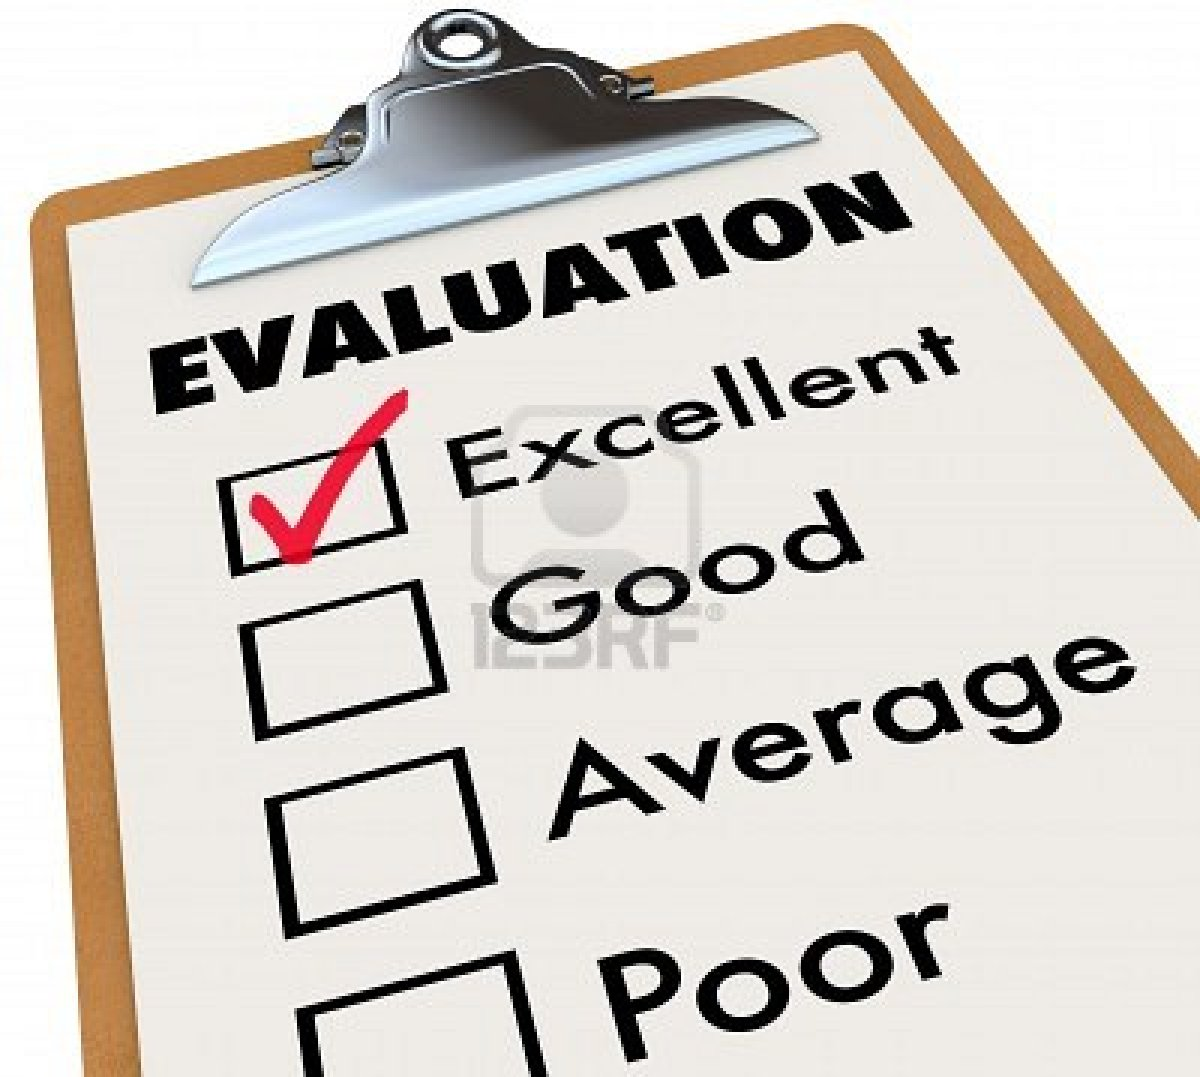 EVALUATION
Excellent
Good
123RF®
Average
Poor